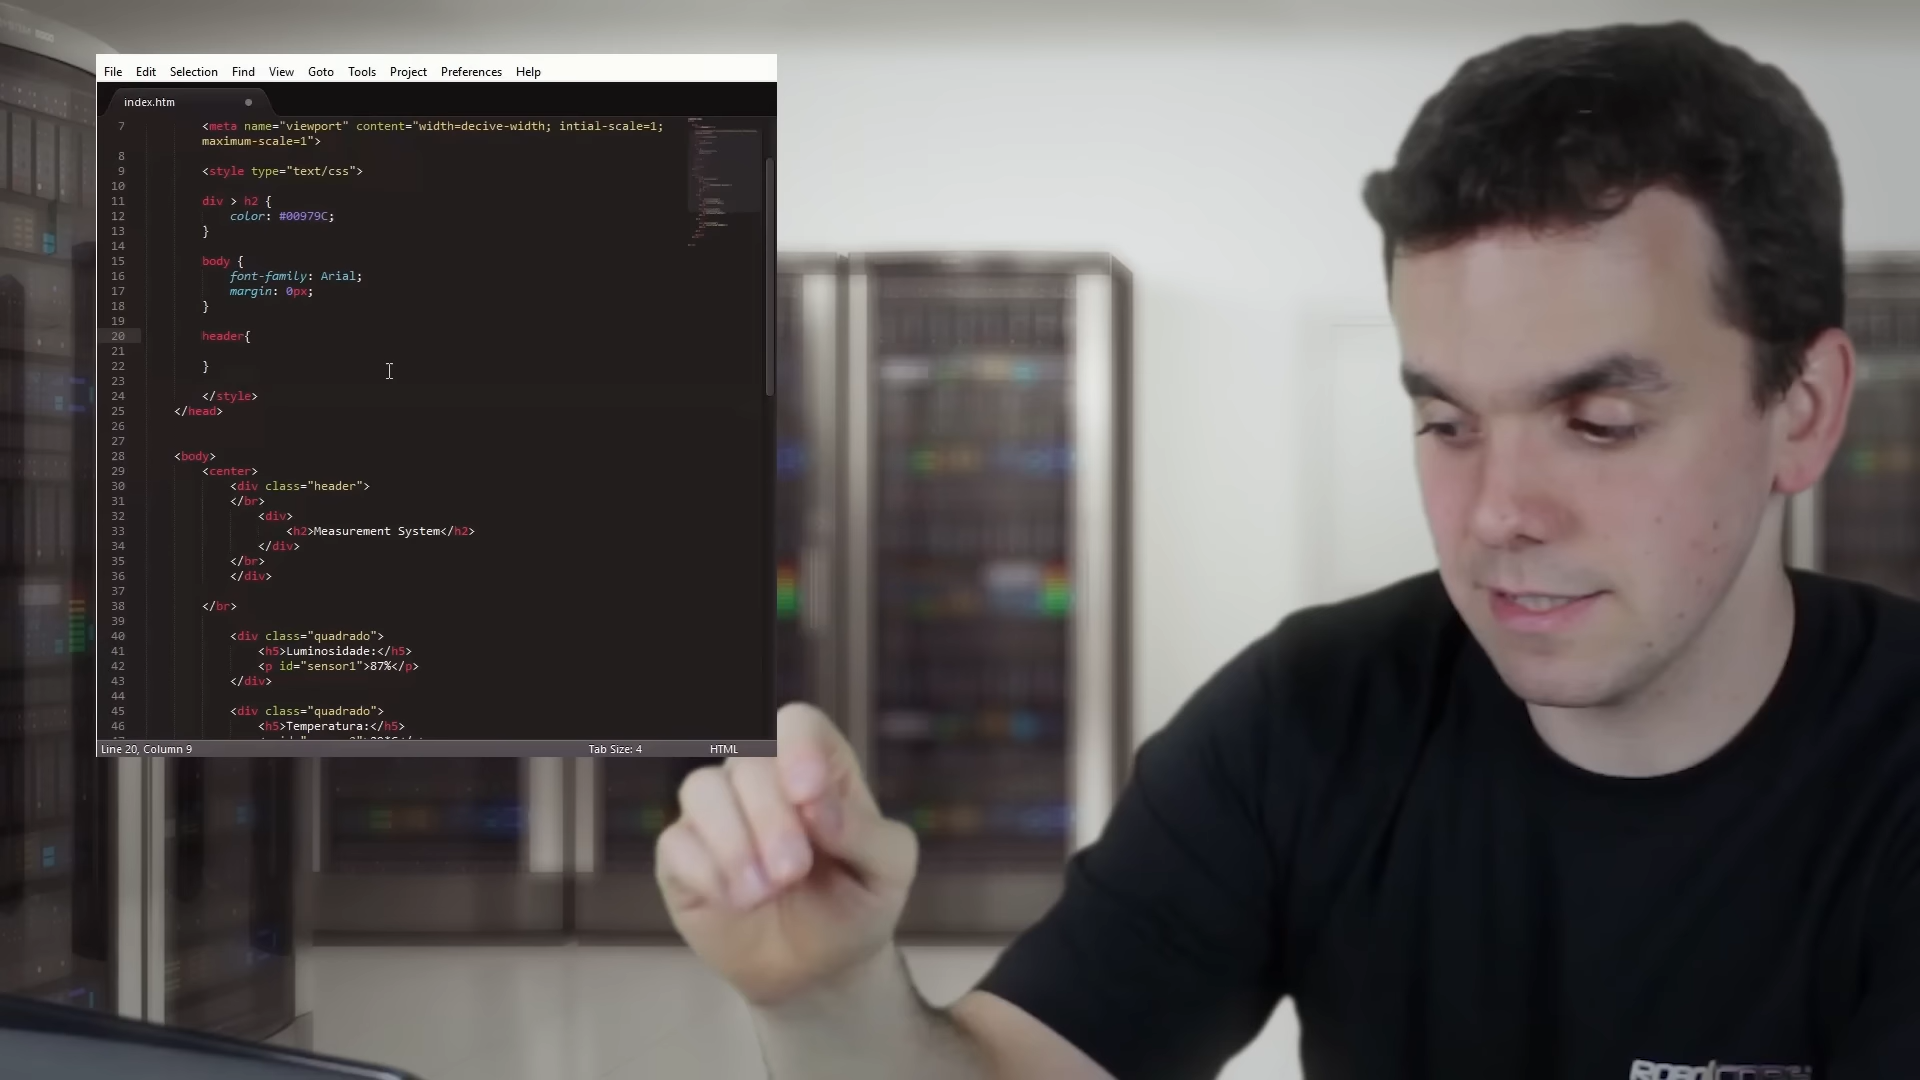 File Edit Selection Find View Goto Tools Project Preferences Help
index.htm
7 <meta name="viewport" content="width=decive-width; intial-scale=1;
maximum-scale=1">
8
9 <style type="text/css">
10
11 div > h2 {
12 color: #00979C;
13 }
14
15 body {
16 font-family: Arial;
17 margin: 0px;
18 }
19
20 header{
21
22 }
23
24 </style>
25 </head>
26
27
28 <body>
29 <center>
30 <div class="header">
31 </br>
32 <div>
33 <h2>Measurement System</h2>
34 </div>
35 </br>
36 </div>
37
38 </br>
39
40 <div class="quadrado">
41 <h5>Luminosidade:</h5>
42 <p id="sensor1">87%</p>
43 </div>
44
45 <div class="quadrado">
46 <h5>Temperatura:</h5>
Line 20, Column 9 Tab Size: 4 HTML